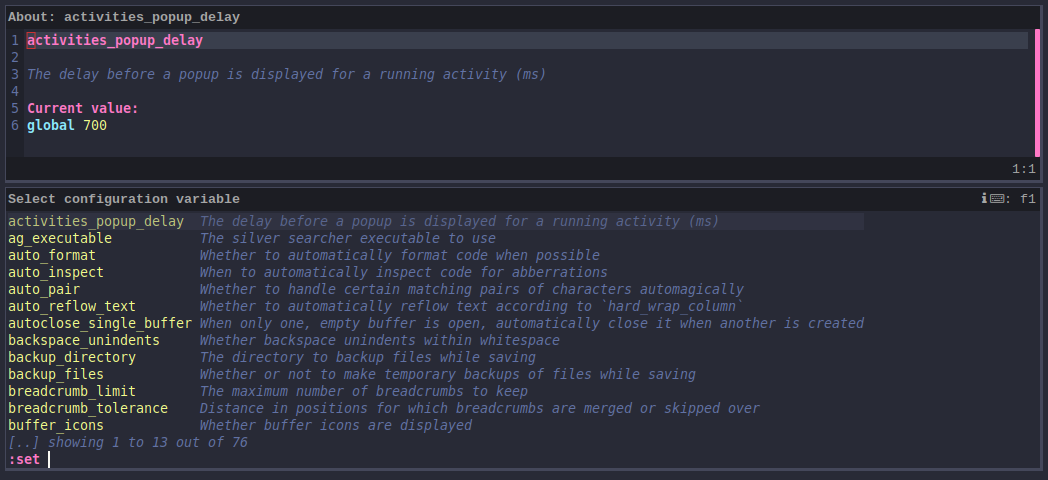 About: activities_popup_delay
1 activities_popup_delay
2
3 The delay before a popup is displayed for a running activity (ms)
4
5 Current value:
6 global 700
1:1
Select configuration variable ℹ⌨: f1
activities_popup_delay The delay before a popup is displayed for a running activity (ms)
ag_executable The silver searcher executable to use
auto_format Whether to automatically format code when possible
auto_inspect When to automatically inspect code for abberrations
auto_pair Whether to handle certain matching pairs of characters automagically
auto_reflow_text Whether to automatically reflow text according to `hard_wrap_column`
autoclose_single_buffer When only one, empty buffer is open, automatically close it when another is created
backspace_unindents Whether backspace unindents within whitespace
backup_directory The directory to backup files while saving
backup_files Whether or not to make temporary backups of files while saving
breadcrumb_limit The maximum number of breadcrumbs to keep
breadcrumb_tolerance Distance in positions for which breadcrumbs are merged or skipped over
buffer_icons Whether buffer icons are displayed
[..] showing 1 to 13 out of 76
:set